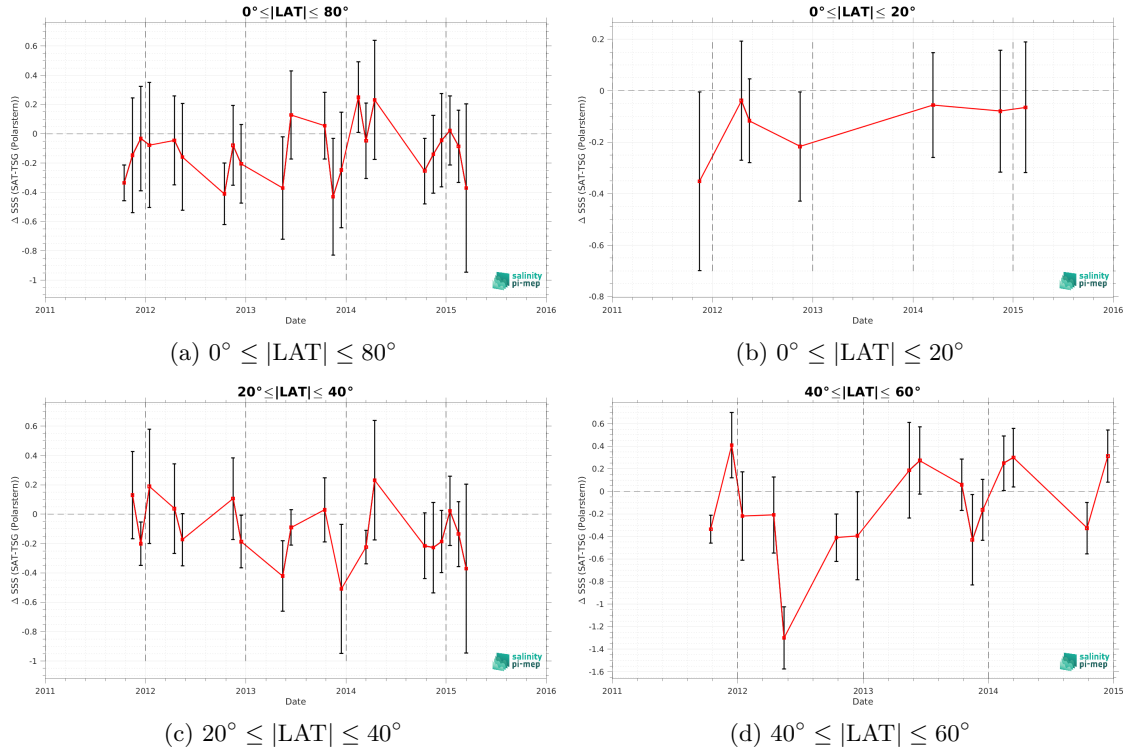 0°≤|LAT|≤ 80°
Δ SSS (SAT-TSG (Polarstern))
0.6
0.4
0.2
0
-0.2
-0.4
-0.6
-0.8
-1
2011
2012
2013
2014
2015
2016
Date
salinity
pi-mep
(a) 0° ≤ |LAT| ≤ 80°
0°≤|LAT|≤ 20°
Δ SSS (SAT-TSG (Polarstern))
0.2
0
-0.2
-0.4
-0.6
-0.8
2011
2012
2013
2014
2015
2016
Date
salinity
pi-mep
(b) 0° ≤ |LAT| ≤ 20°
20°≤|LAT|≤ 40°
Δ SSS (SAT-TSG (Polarstern))
0.6
0.4
0.2
0
-0.2
-0.4
-0.6
-0.8
-1
2011
2012
2013
2014
2015
2016
Date
salinity
pi-mep
(c) 20° ≤ |LAT| ≤ 40°
40°≤|LAT|≤ 60°
Δ SSS (SAT-TSG (Polarstern))
0.6
0.4
0.2
0
-0.2
-0.4
-0.6
-0.8
-1
-1.2
-1.4
-1.6
2011
2012
2013
2014
2015
Date
salinity
pi-mep
(d) 40° ≤ |LAT| ≤ 60°